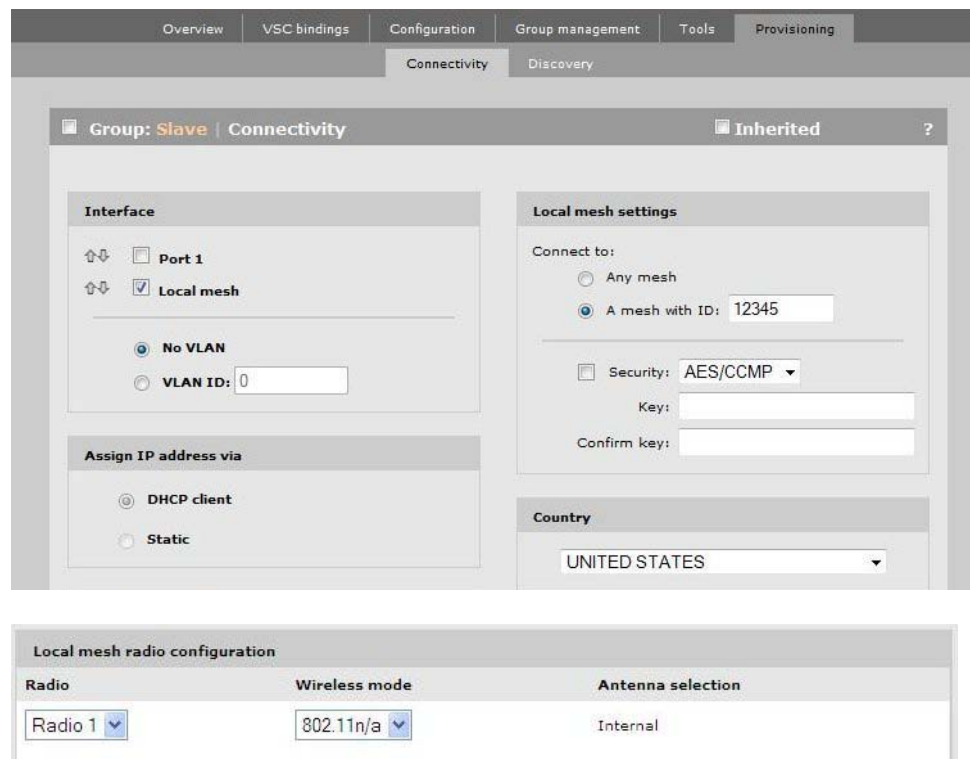 Overview VSC bindings Configuration Group management Tools Provisioning
Connectivity Discovery
Group: Slave | Connectivity Inherited ?
Interface
Port 1
Local mesh
No VLAN
VLAN ID: 0
Assign IP address via
DHCP client
Static
Local mesh settings
Connect to:
Any mesh
A mesh with ID: 12345
Security: AES/CCMP
Key:
Confirm key:
Country
UNITED STATES
Local mesh radio configuration
Radio Wireless mode Antenna selection
Radio 1 802.11n/a Internal